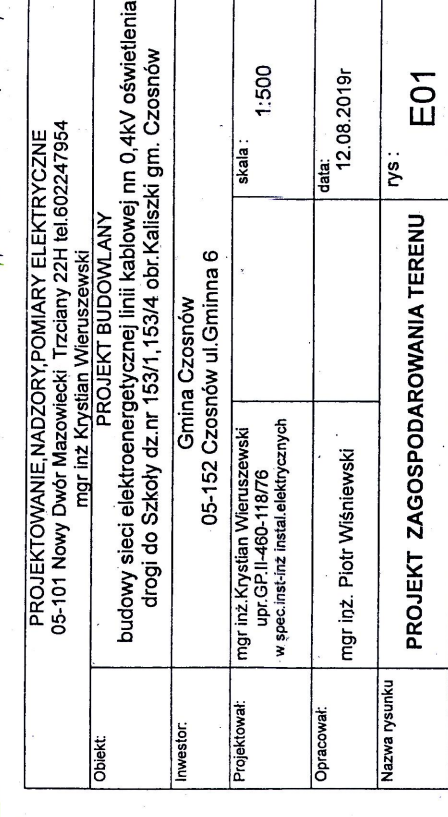 PROJEKTOWANIE,NADZORY,POMIARY ELEKTRYCZNE
05-101 Nowy Dwór Mazowiecki Trzciany 22H tel.602247954
mgr inż Krystian Wieruszewski
Obiekt:
PROJEKT BUDOWLANY
budowy sieci elektroenergetycznej linii kablowej nn 0,4kV oświetlenia
drogi do Szkoły dz.nr 153/1,153/4 obr.Kaliszki gm. Czosnów
Inwestor:
Gmina Czosnów
05-152 Czosnów ul.Gminna 6
Projektował:
mgr inż.Krystian Wieruszewski
upr.GP.II-460-118/76
w spec.inst-inż instal.elektrycznych
skala :
1:500
Opracował:
mgr inż. Piotr Wiśniewski
data:
12.08.2019r
Nazwa rysunku
PROJEKT ZAGOSPODAROWANIA TERENU
rys :
E01